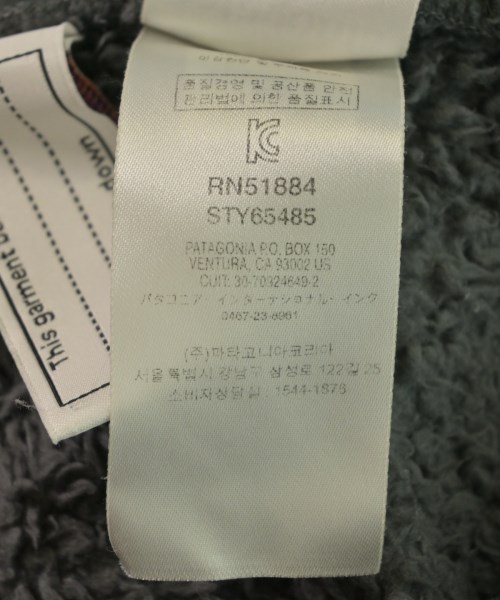 품질경영 및 공산품 안전
관리법에 의한 품질표시
RN51884
STY65485
PATAGONIA P.O. BOX 150
VENTURA, CA 93002 US
CUIT: 30-70924649-2
パタゴニア・インターナショナル・インク
0467-23-8961
(주)파타고니아코리아
서울특별시 강남구 삼성로 122길 25
소비자상담실 : 1544-1876
This garment be
down